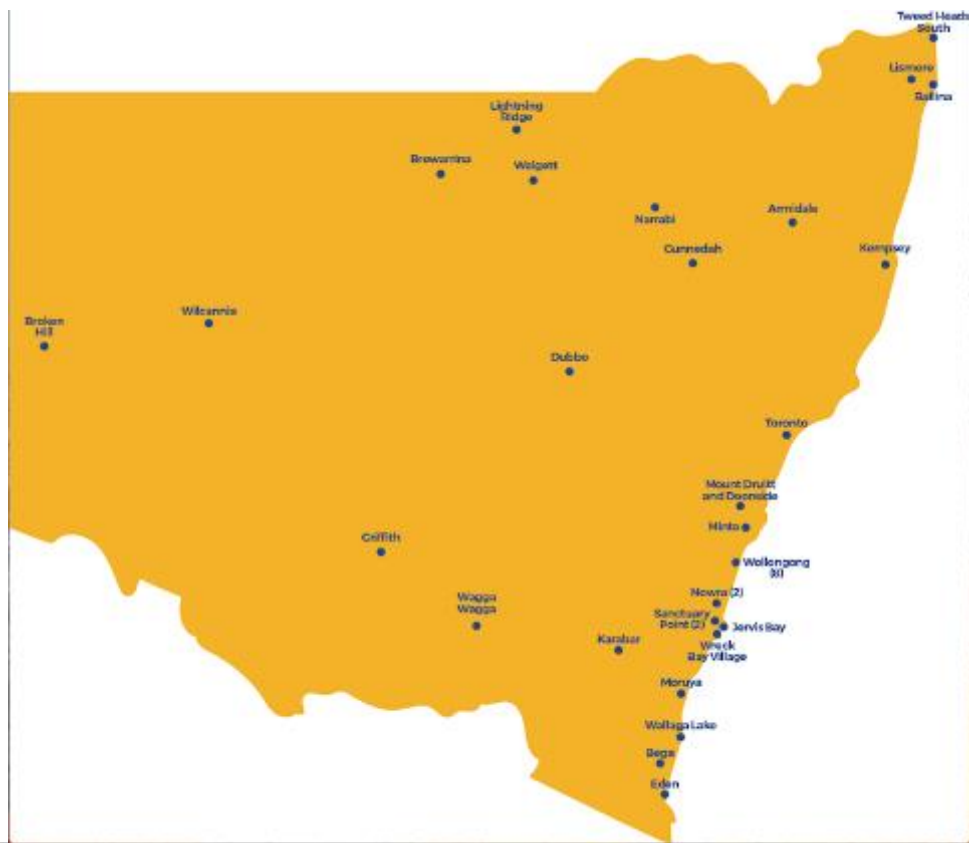 Tweed Heads
South
Lismore
Ballina
Lightning
Ridge
Brewarrina
Walgett
Narrabi
Armidale
Gunnedah
Kempsey
Wilcannia
Broken
Hill
Dubbo
Toronto
Mount Druitt
and Doonside
Minto
Griffith
Wollongong
(8)
Nowra (2)
Wagga
Wagga
Sanctuary
Point (2)
Jervis Bay
Karabar
Wreck
Bay Village
Moruya
Wallaga Lake
Bega
Eden